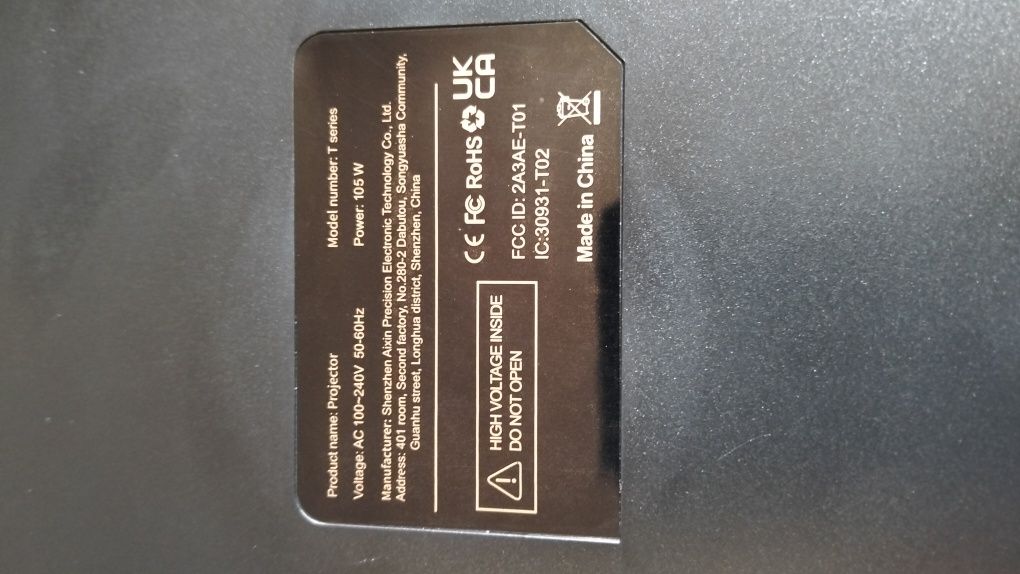 Product name: Projector Model number: T series
Voltage: AC 100~240V 50-60Hz Power: 105 W
Manufacturer: Shenzhen Aixin Precision Electronic Technology Co., Ltd.
Address: 401 room, Second factory, No.280-2 Dabutou, Songyuasha Community,
Guanhu street, Longhua district, Shenzhen, China
HIGH VOLTAGE INSIDE
DO NOT OPEN
CE FC RoHS UK CA
FCC ID: 2A3AE-T01
IC:30931-T02
Made in China